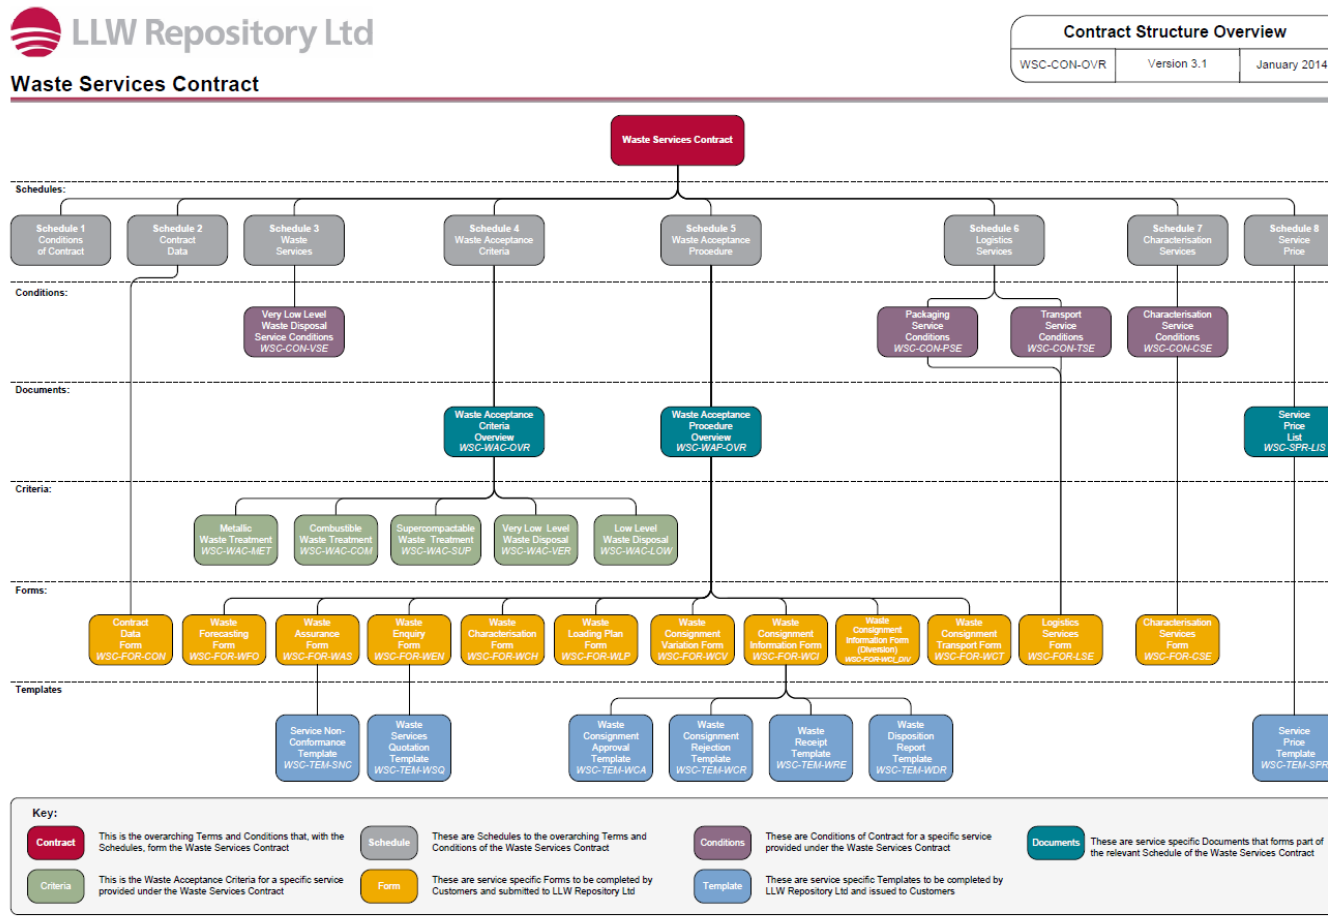 LLW Repository Ltd
Contract Structure Overview
WSC-CON-OVR
Version 3.1
January 2014
Waste Services Contract
Waste Services Contract
Schedules:
Schedule 1
Conditions
of Contract
Schedule 2
Contract
Data
Schedule 3
Waste
Services
Schedule 4
Waste Acceptance
Criteria
Schedule 5
Waste Acceptance
Procedure
Schedule 6
Logistics
Services
Schedule 7
Characterisation
Services
Schedule 8
Service
Price
Conditions:
Very Low Level
Waste Disposal
Service Conditions
WSC-CON-VSE
Packaging
Service
Conditions
WSC-CON-PSE
Transport
Service
Conditions
WSC-CON-TSE
Characterisation
Service
Conditions
WSC-CON-CSE
Documents:
Waste Acceptance
Criteria
Overview
WSC-WAC-OVR
Waste Acceptance
Procedure
Overview
WSC-WAP-OVR
Service
Price
List
WSC-SPR-LIS
Criteria:
Metallic
Waste Treatment
WSC-WAC-MET
Combustible
Waste Treatment
WSC-WAC-COM
Supercompactable
Waste Treatment
WSC-WAC-SUP
Very Low Level
Waste Disposal
WSC-WAC-VER
Low Level
Waste Disposal
WSC-WAC-LOW
Forms:
Contract
Data
Form
WSC-FOR-CON
Waste
Forecasting
Form
WSC-FOR-WFO
Waste
Assurance
Form
WSC-FOR-WAS
Waste
Enquiry
Form
WSC-FOR-WEN
Waste
Characterisation
Form
WSC-FOR-WCH
Waste
Loading Plan
Form
WSC-FOR-WLP
Waste
Consignment
Variation Form
WSC-FOR-WCV
Waste
Consignment
Information Form
WSC-FOR-WCI
Waste
Consignment
Information Form
(Diversion)
WSC-FOR-WCI_DIV
Waste
Consignment
Transport Form
WSC-FOR-WCT
Logistics
Services
Form
WSC-FOR-LSE
Characterisation
Services
Form
WSC-FOR-CSE
Templates
Service Non-
Conformance
Template
WSC-TEM-SNC
Waste
Services
Quotation
Template
WSC-TEM-WSQ
Waste
Consignment
Approval
Template
WSC-TEM-WCA
Waste
Consignment
Rejection
Template
WSC-TEM-WCR
Waste
Receipt
Template
WSC-TEM-WRE
Waste
Disposition
Report
Template
WSC-TEM-WDR
Service
Price
Template
WSC-TEM-SPR
Key:
Contract
This is the overarching Terms and Conditions that, with the
Schedules, form the Waste Services Contract
Schedule
These are Schedules to the overarching Terms and
Conditions of the Waste Services Contract
Conditions
These are Conditions of Contract for a specific service
provided under the Waste Services Contract
Documents
These are service specific Documents that forms part of
the relevant Schedule of the Waste Services Contract
Criteria
This is the Waste Acceptance Criteria for a specific service
provided under the Waste Services Contract
Form
These are service specific Forms to be completed by
Customers and submitted to LLW Repository Ltd
Template
These are service specific Templates to be completed by
LLW Repository Ltd and issued to Customers